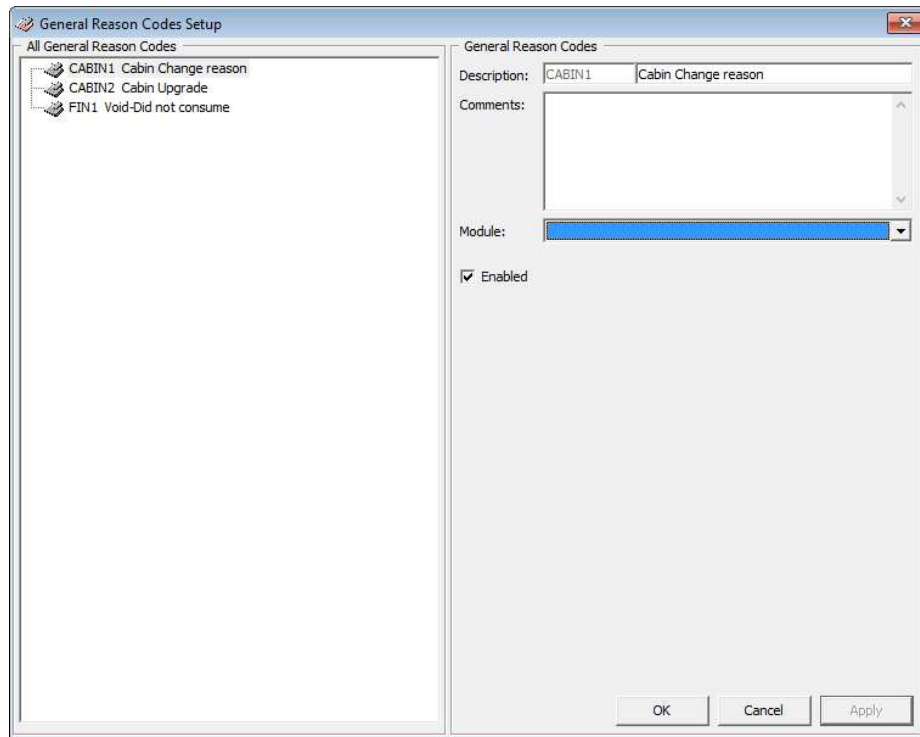 General Reason Codes Setup
All General Reason Codes
CABIN1 Cabin Change reason
CABIN2 Cabin Upgrade
FIN1 Void-Did not consume
General Reason Codes
Description: CABIN1 Cabin Change reason
Comments:
Module:
Enabled
OK Cancel Apply